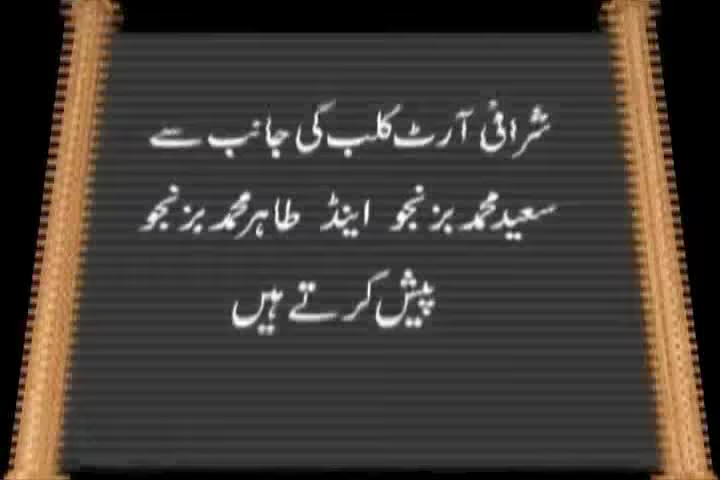 شرافی آرٹ کلب کی جانب سے
سعید محمد بزنجو اینڈ طاہر محمد بزنجو
پیش کرتے ہیں